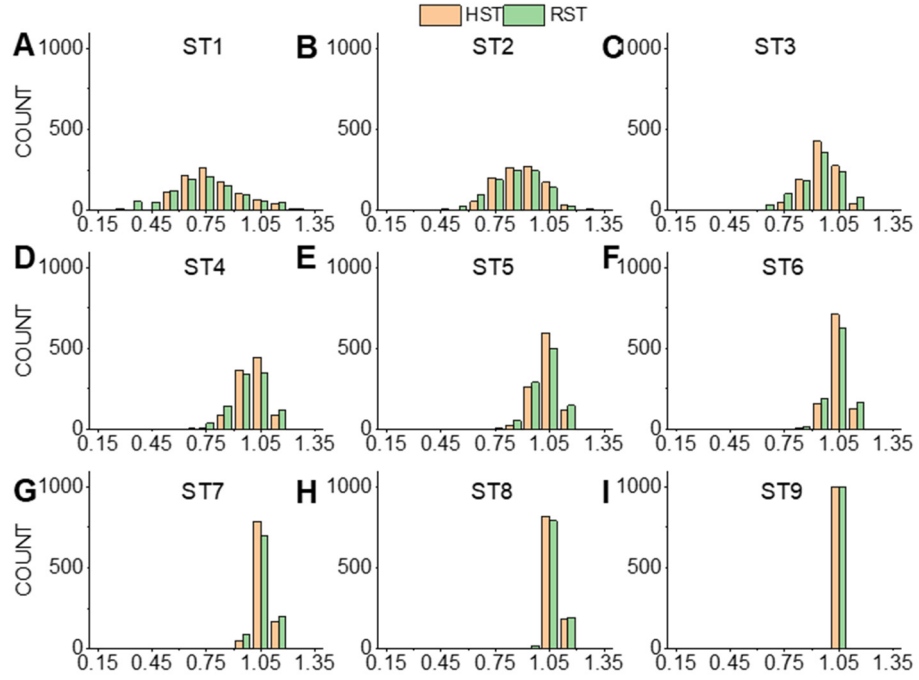 HST RST
A 1000 ST1 B 1000 ST2 C 1000 ST3
COUNT 500 500 500
0 0 0
0.15 0.45 0.75 1.05 1.35 0.15 0.45 0.75 1.05 1.35 0.15 0.45 0.75 1.05 1.35
D 1000 ST4 E 1000 ST5 F 1000 ST6
COUNT 500 500 500
0 0 0
0.15 0.45 0.75 1.05 1.35 0.15 0.45 0.75 1.05 1.35 0.15 0.45 0.75 1.05 1.35
G 1000 ST7 H 1000 ST8 I 1000 ST9
COUNT 500 500 500
0 0 0
0.15 0.45 0.75 1.05 1.35 0.15 0.45 0.75 1.05 1.35 0.15 0.45 0.75 1.05 1.35